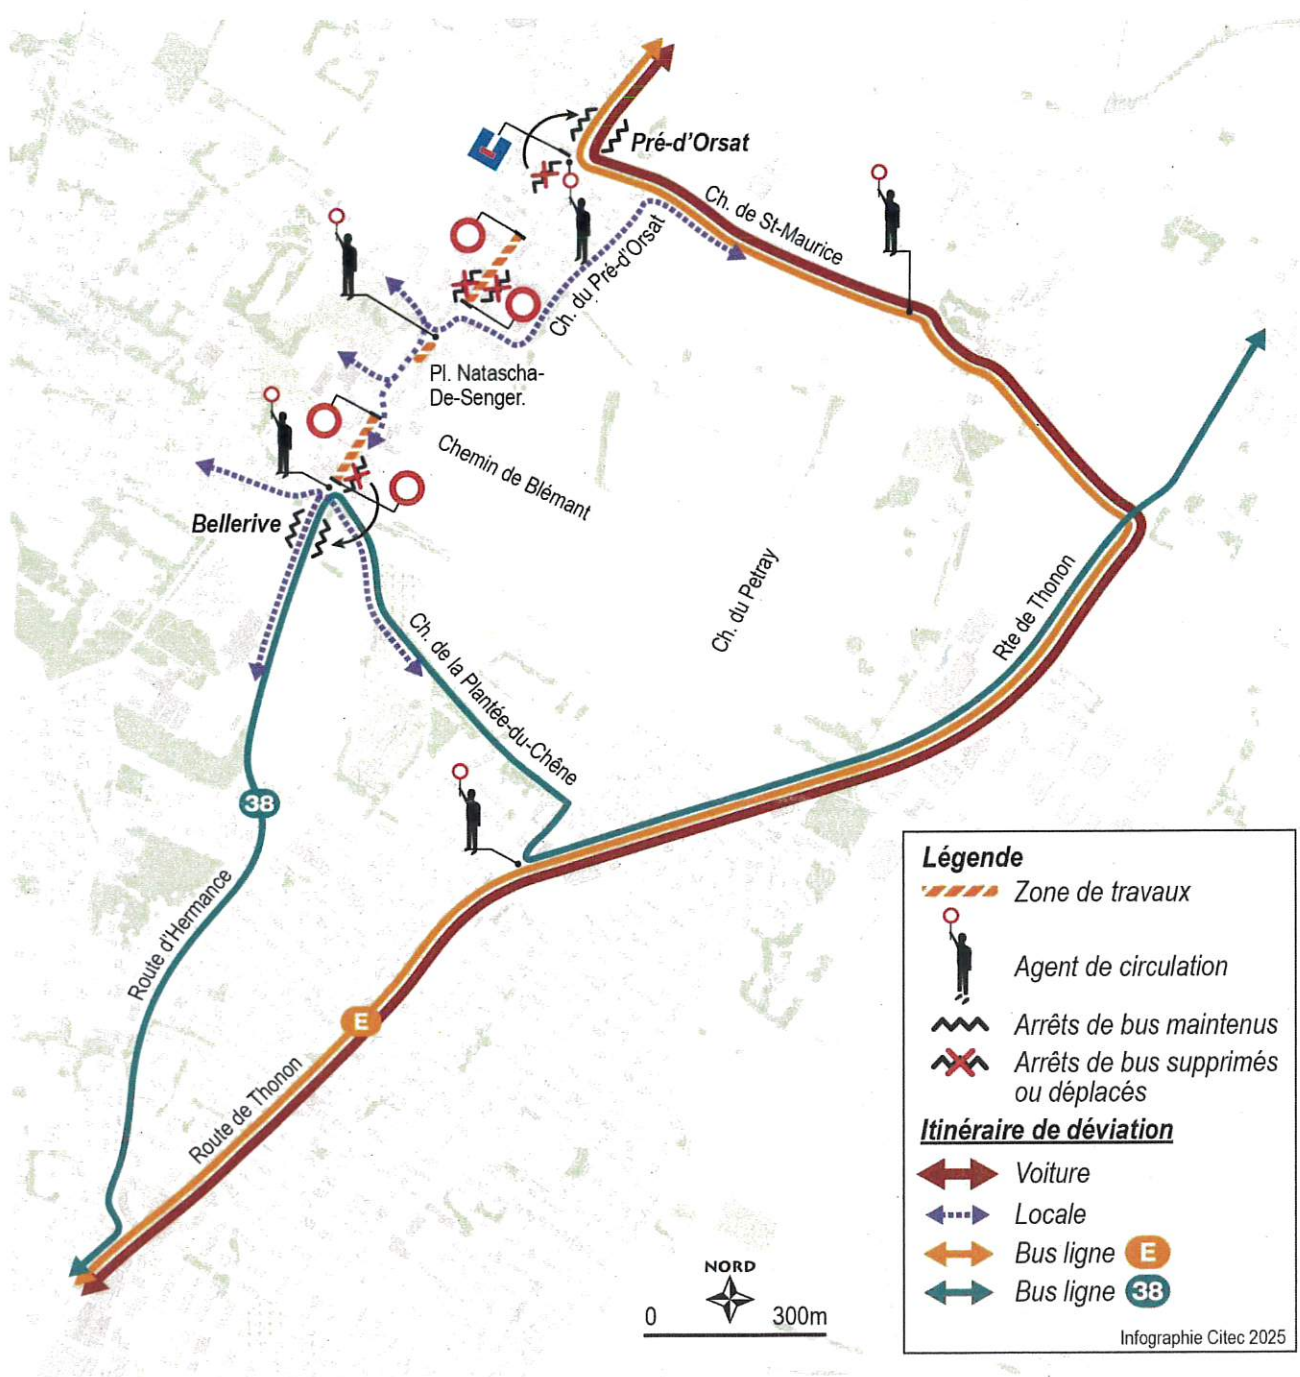 Pré-d'Orsat
Ch. de St-Maurice
Ch. du Pré-d'Orsat
Pl. Natascha-
De-Senger.
Chemin de Blémant
Bellerive
Ch. du Petray
Rte de Thonon
Ch. de la Plantée-du-Chêne
38
Route d'Hermance
E
Route de Thonon
Légende
Zone de travaux
Agent de circulation
Arrêts de bus maintenus
Arrêts de bus supprimés
ou déplacés
Itinéraire de déviation
Voiture
Locale
Bus ligne E
Bus ligne 38
NORD
0 300m
Infographie Citec 2025